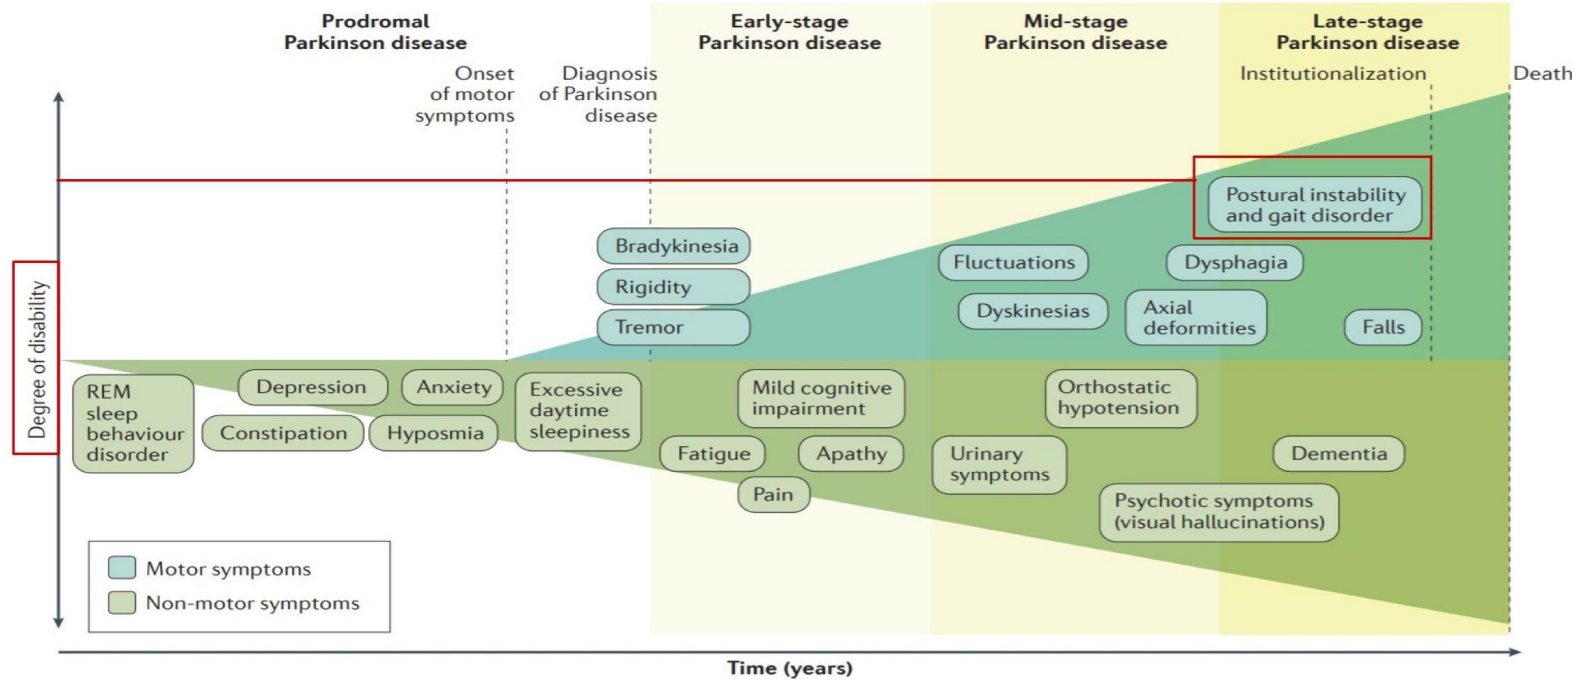 Prodromal
Parkinson disease
Early-stage
Parkinson disease
Mid-stage
Parkinson disease
Late-stage
Parkinson disease
Onset
of motor
symptoms
Diagnosis
of Parkinson
disease
Institutionalization
Death
Degree of disability
Postural instability
and gait disorder
Bradykinesia
Rigidity
Tremor
Fluctuations
Dysphagia
Dyskinesias
Axial
deformities
Falls
REM
sleep
behaviour
disorder
Depression
Anxiety
Constipation
Hyposmia
Excessive
daytime
sleepiness
Mild cognitive
impairment
Orthostatic
hypotension
Fatigue
Apathy
Pain
Urinary
symptoms
Dementia
Psychotic symptoms
(visual hallucinations)
Motor symptoms
Non-motor symptoms
Time (years)